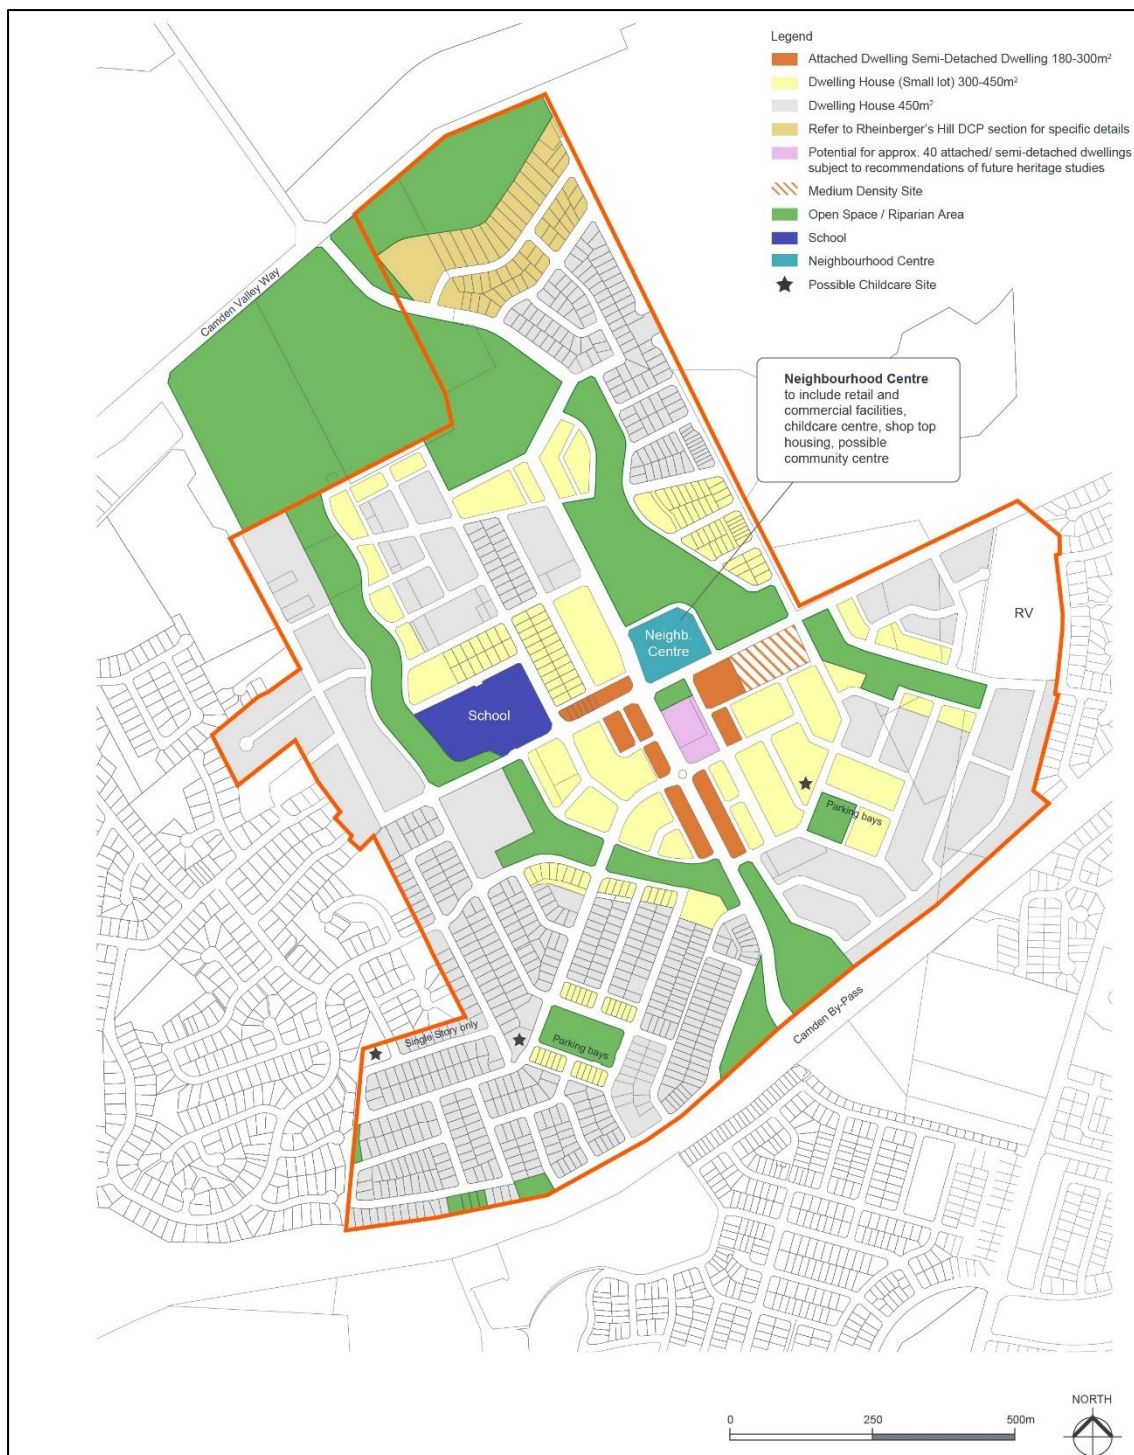 Legend
Attached Dwelling Semi-Detached Dwelling 180-300m²
Dwelling House (Small lot) 300-450m²
Dwelling House 450m²
Refer to Rheinberger's Hill DCP section for specific details
Potential for approx. 40 attached/ semi-detached dwellings
subject to recommendations of future heritage studies
Medium Density Site
Open Space / Riparian Area
School
Neighbourhood Centre
Possible Childcare Site
Camden Valley Way
Neighbourhood Centre
to include retail and
commercial facilities,
childcare centre, shop top
housing, possible
community centre
RV
Neighb.
Centre
School
Parking bays
Single Story only
Parking bays
Camden By-Pass
NORTH
0 250 500m